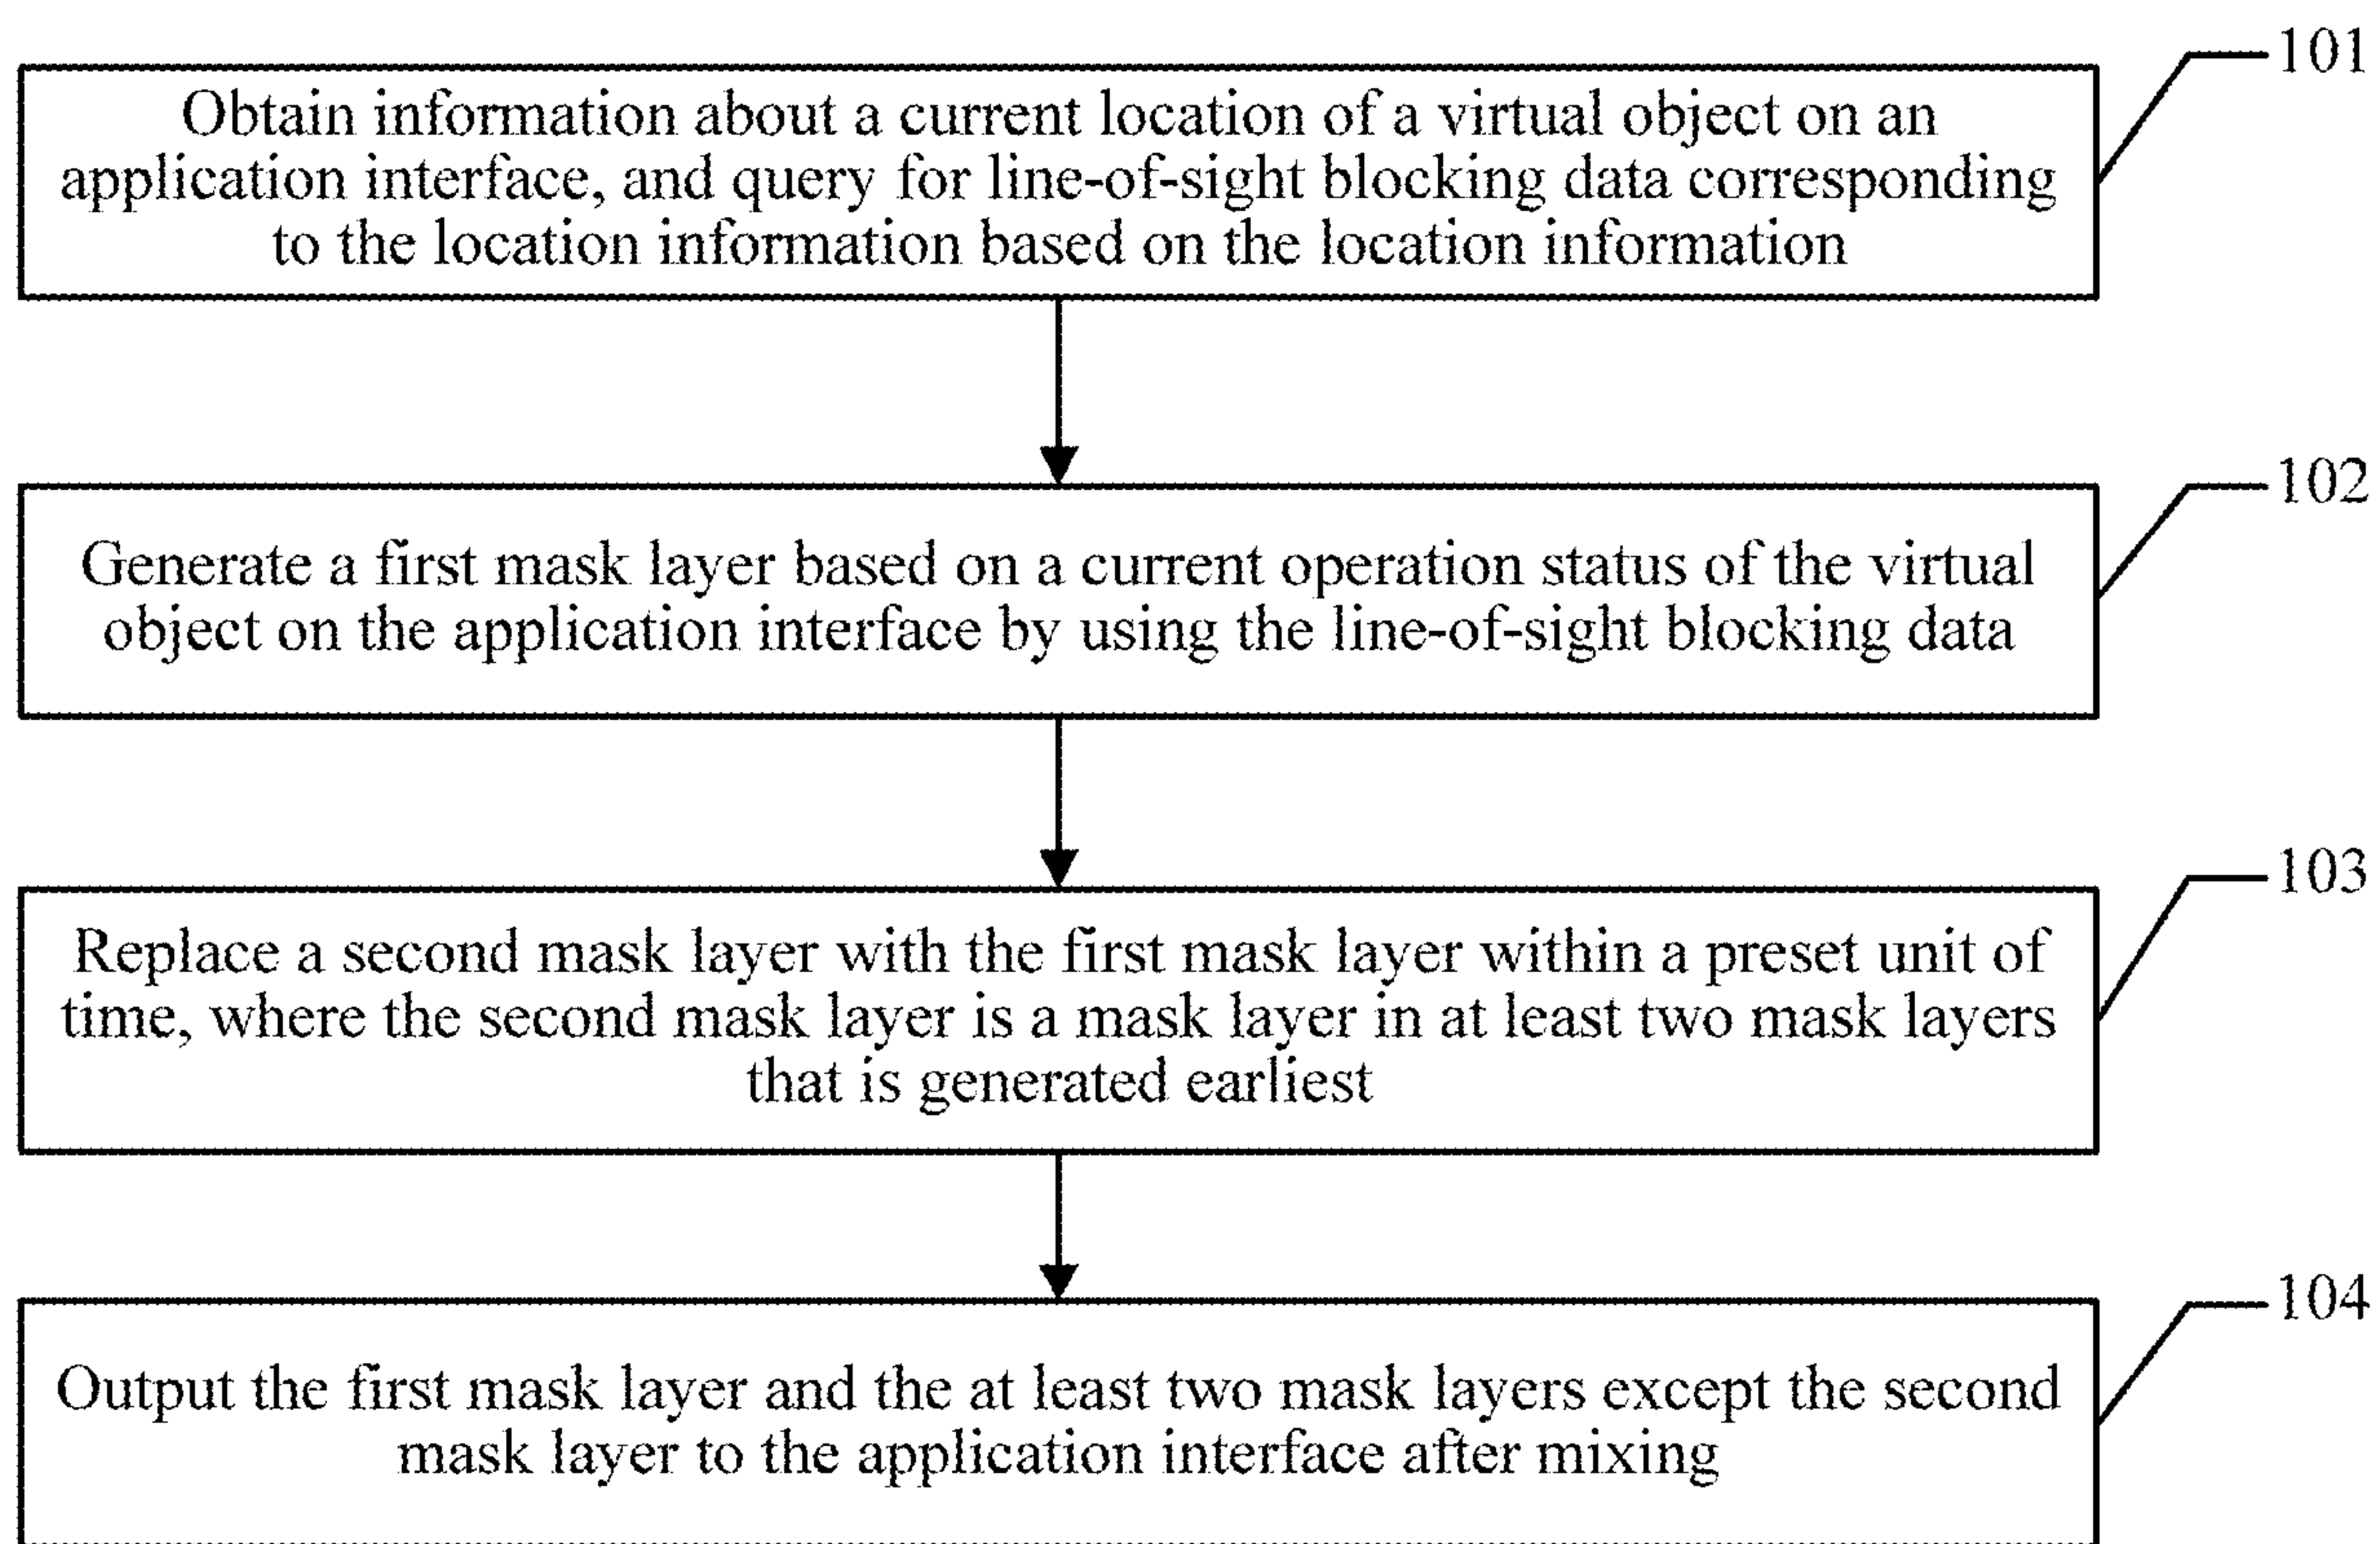 101
Obtain information about a current location of a virtual object on an
application interface, and query for line-of-sight blocking data corresponding
to the location information based on the location information
102
Generate a first mask layer based on a current operation status of the virtual
object on the application interface by using the line-of-sight blocking data
103
Replace a second mask layer with the first mask layer within a preset unit of
time, where the second mask layer is a mask layer in at least two mask layers
that is generated earliest
104
Output the first mask layer and the at least two mask layers except the second
mask layer to the application interface after mixing